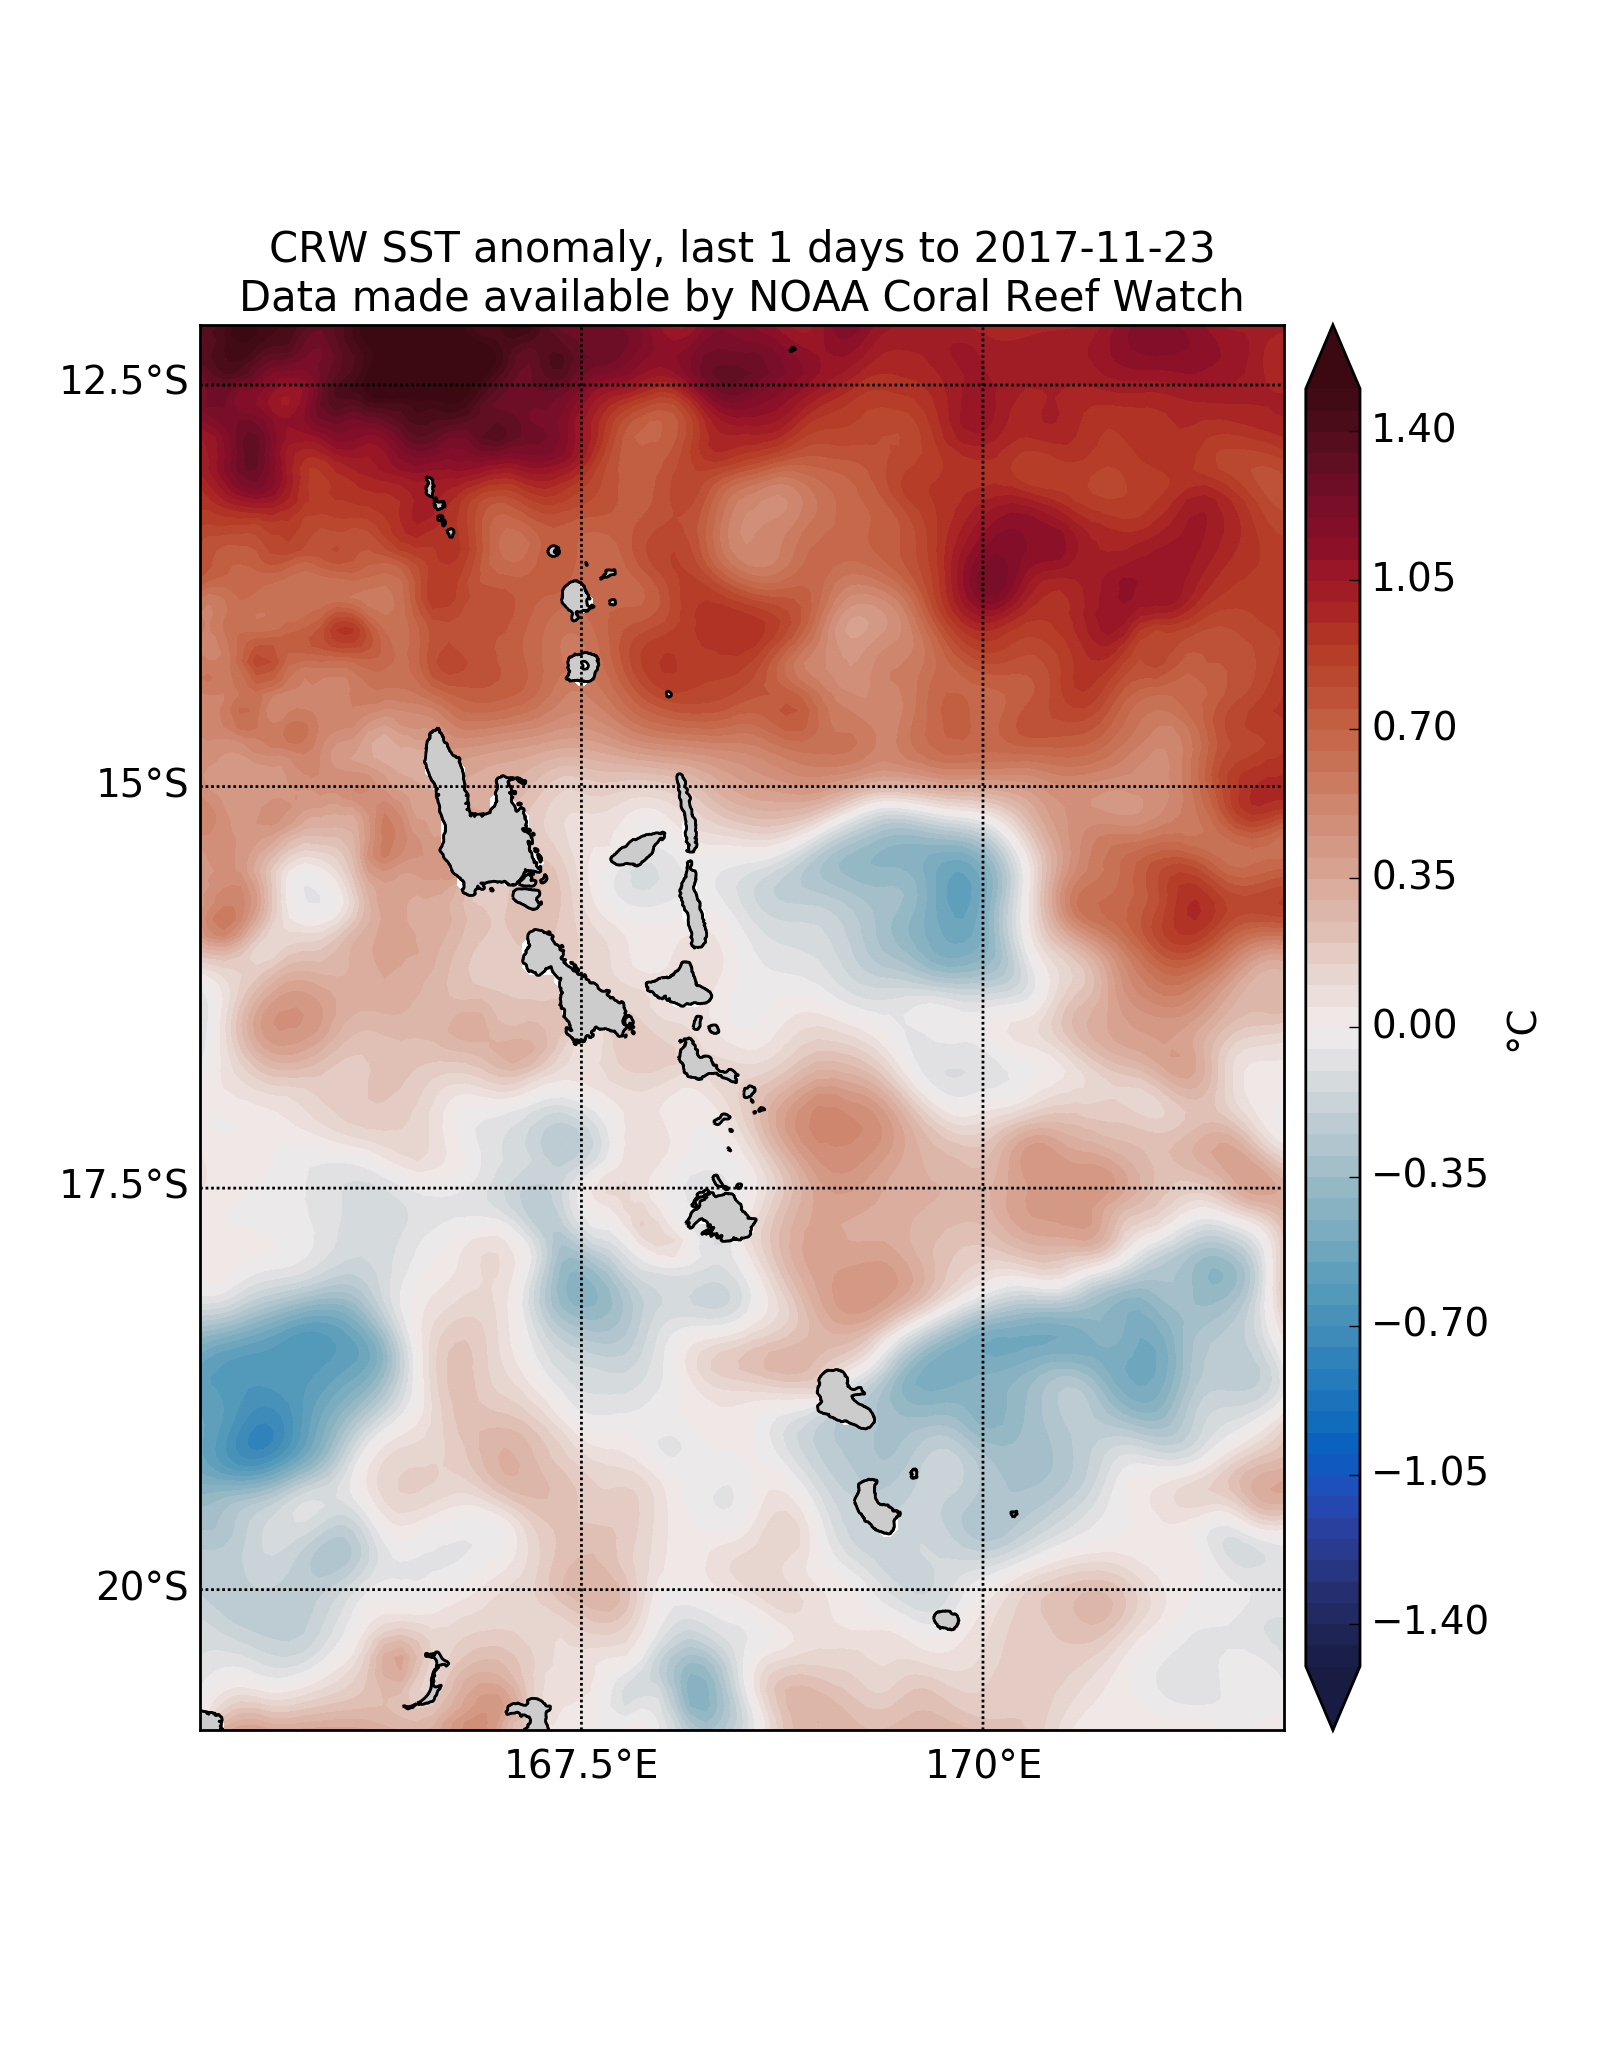 CRW SST anomaly, last 1 days to 2017-11-23
Data made available by NOAA Coral Reef Watch
12.5°S
15°S
17.5°S
20°S
167.5°E
170°E
1.40
1.05
0.70
0.35
0.00
−0.35
−0.70
−1.05
−1.40
°C